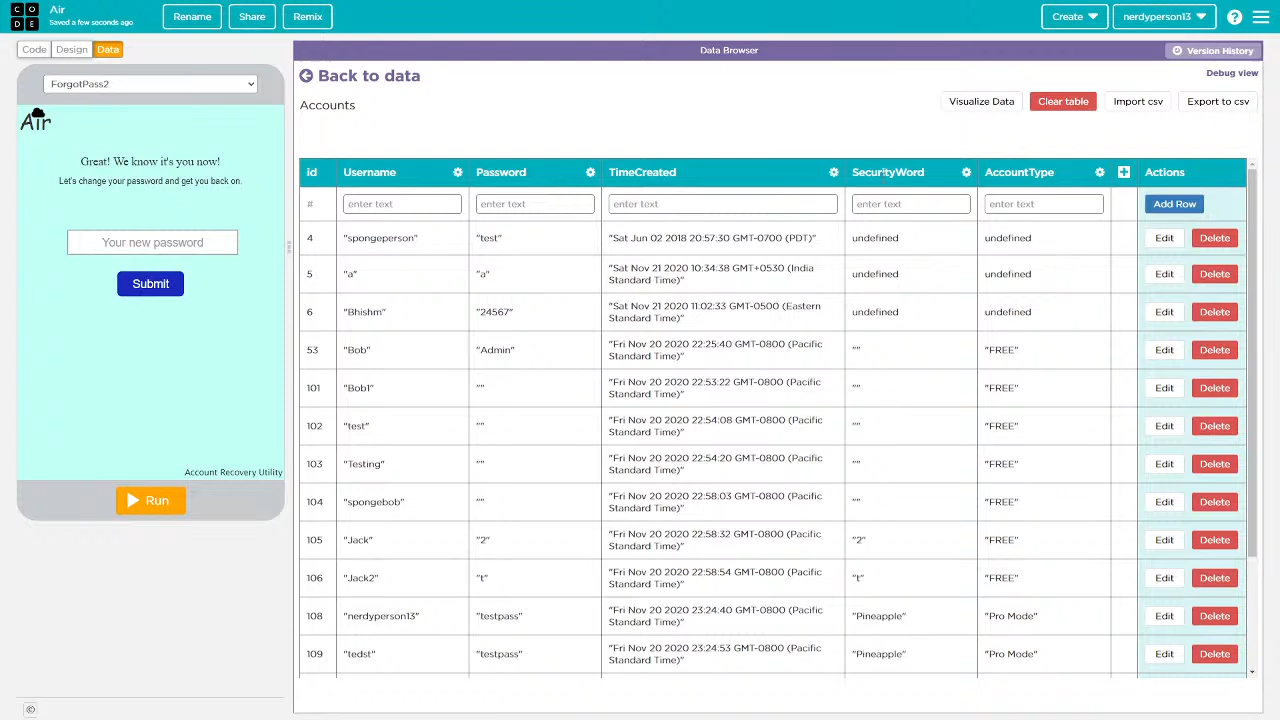 CODE
Air
Saved a few seconds ago
Rename
Share
Remix
Create
nerdyperson13
?
Code
Design
Data
ForgotPass2
Air
Great! We know it's you now!
Let's change your password and get you back on.
Your new password
Submit
Account Recovery Utility
Run
©
Data Browser
Version History
Back to data
Debug view
Accounts
Visualize Data
Clear table
Import csv
Export to csv
id Username Password TimeCreated SecurityWord AccountType Actions
# enter text enter text enter text enter text enter text Add Row
4 "spongeperson" "test" "Sat Jun 02 2018 20:57:30 GMT-0700 (PDT)" undefined undefined Edit Delete
5 "a" "a" "Sat Nov 21 2020 10:34:38 GMT+0530 (India
Standard Time)" undefined undefined Edit Delete
6 "Bhishm" "24567" "Sat Nov 21 2020 11:02:33 GMT-0500 (Eastern
Standard Time)" undefined undefined Edit Delete
53 "Bob" "Admin" "Fri Nov 20 2020 22:25:40 GMT-0800 (Pacific
Standard Time)" "" "FREE" Edit Delete
101 "Bob1" "" "Fri Nov 20 2020 22:53:22 GMT-0800 (Pacific
Standard Time)" "" "FREE" Edit Delete
102 "test" "" "Fri Nov 20 2020 22:54:08 GMT-0800 (Pacific
Standard Time)" "" "FREE" Edit Delete
103 "Testing" "" "Fri Nov 20 2020 22:54:20 GMT-0800 (Pacific
Standard Time)" "" "FREE" Edit Delete
104 "spongebob" "" "Fri Nov 20 2020 22:58:03 GMT-0800 (Pacific
Standard Time)" "" "FREE" Edit Delete
105 "Jack" "2" "Fri Nov 20 2020 22:58:32 GMT-0800 (Pacific
Standard Time)" "2" "FREE" Edit Delete
106 "Jack2" "t" "Fri Nov 20 2020 22:58:54 GMT-0800 (Pacific
Standard Time)" "t" "FREE" Edit Delete
108 "nerdyperson13" "testpass" "Fri Nov 20 2020 23:24:40 GMT-0800 (Pacific
Standard Time)" "Pineapple" "Pro Mode" Edit Delete
109 "tedst" "testpass" "Fri Nov 20 2020 23:24:53 GMT-0800 (Pacific
Standard Time)" "Pineapple" "Pro Mode" Edit Delete